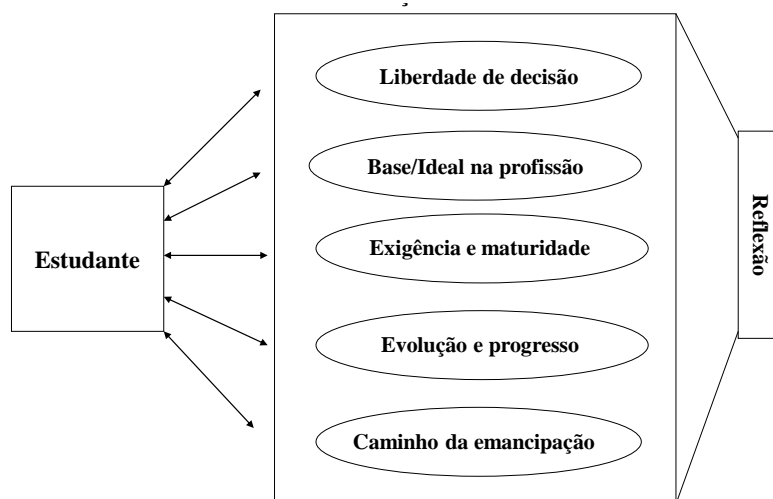 Liberdade de decisão
Base/Ideal na profissão
Estudante
Exigência e maturidade
Reflexão
Evolução e progresso
Caminho da emancipação